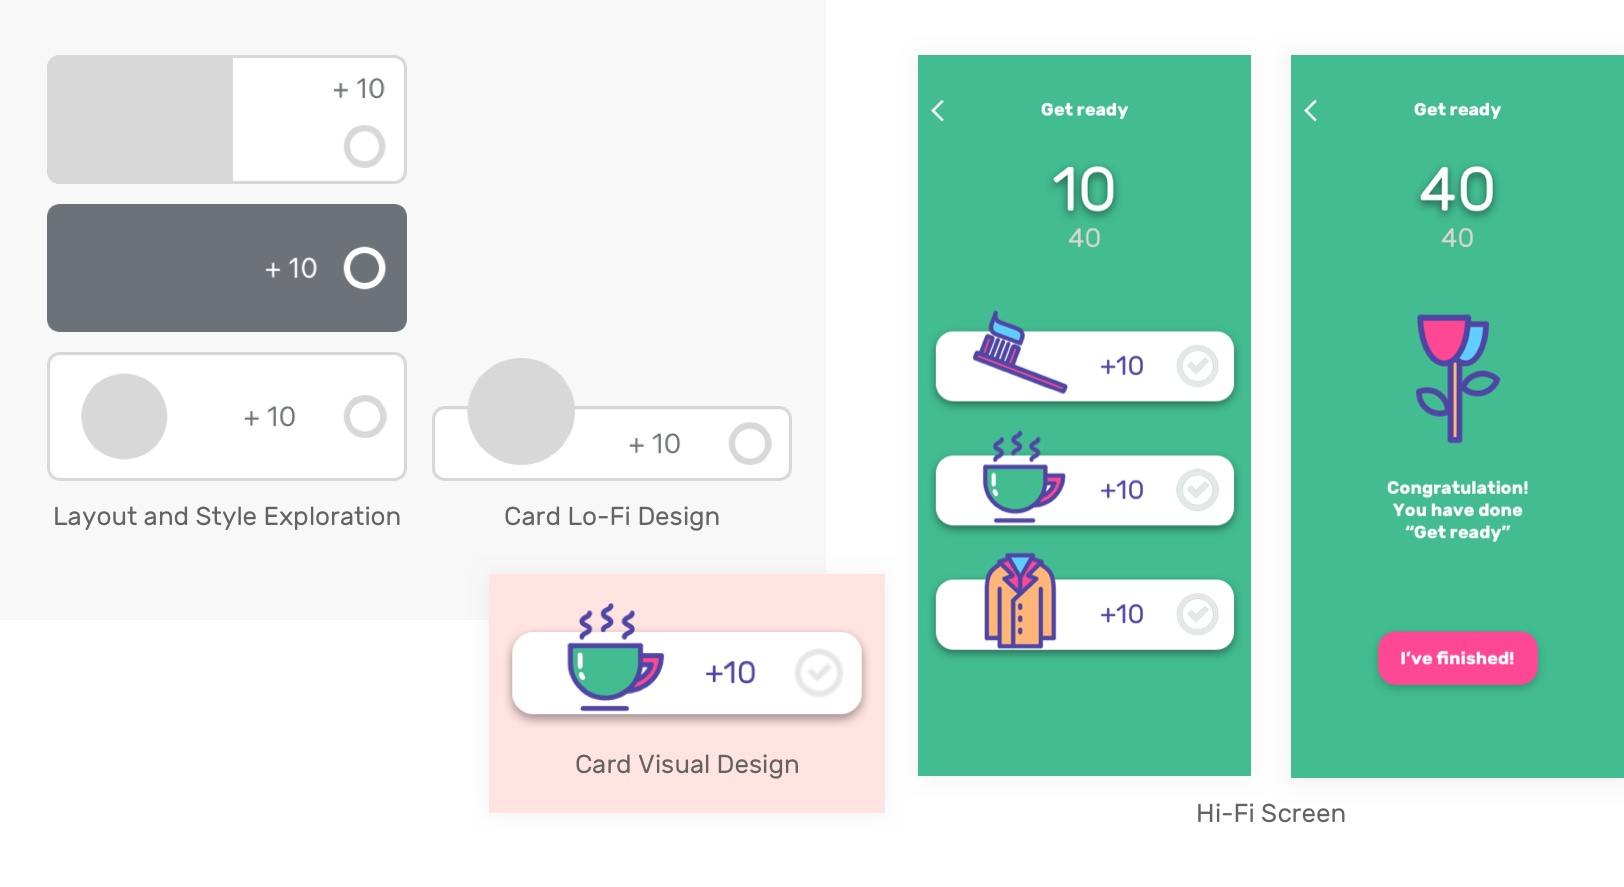 + 10
+ 10
+ 10
+ 10
Layout and Style Exploration
Card Lo-Fi Design
+10
Card Visual Design
Get ready
10
40
+10
+10
+10
Get ready
40
40
Congratulation!
You have done
“Get ready”
I’ve finished!
Hi-Fi Screen